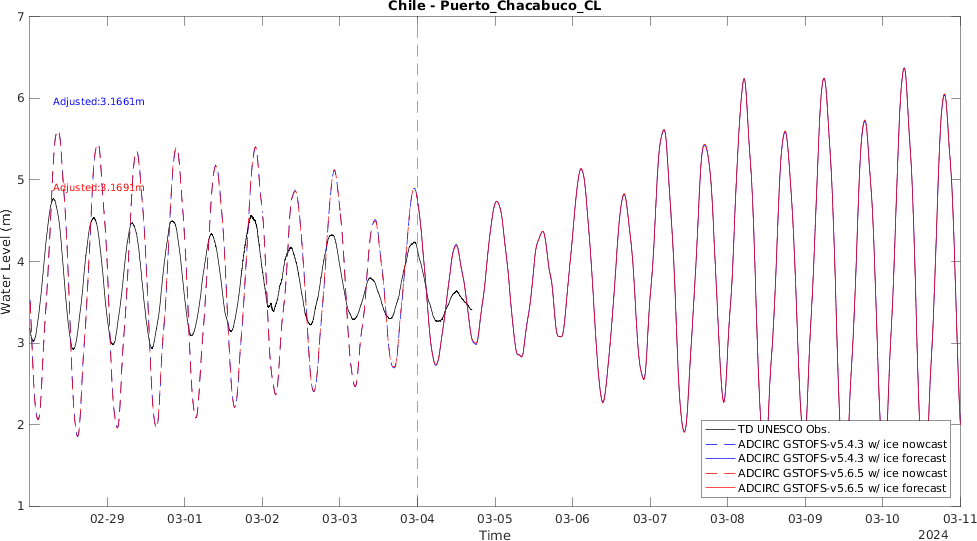 Chile - Puerto_Chacabuco_CL
7
6
5
4
3
2
1
Water Level (m)
Adjusted:3.1661m
Adjusted:3.1691m
TD UNESCO Obs.
ADCIRC GSTOFS-v5.4.3 w/ ice nowcast
ADCIRC GSTOFS-v5.4.3 w/ ice forecast
ADCIRC GSTOFS-v5.6.5 w/ ice nowcast
ADCIRC GSTOFS-v5.6.5 w/ ice forecast
02-29 03-01 03-02 03-03 03-04 03-05 03-06 03-07 03-08 03-09 03-10 03-11
Time
2024